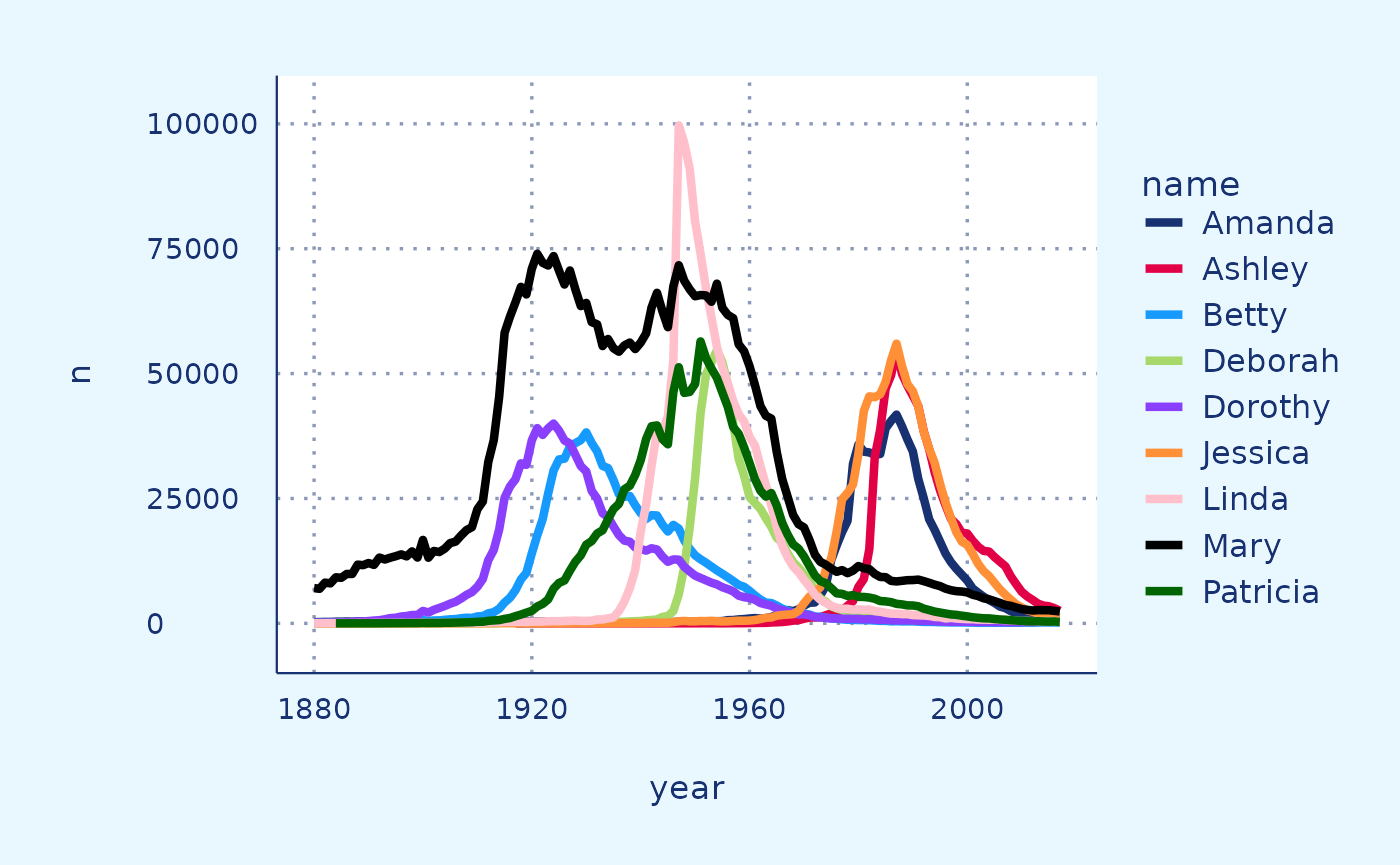 100000
75000
50000
25000
0
n
1880 1920 1960 2000
year
name
Amanda
Ashley
Betty
Deborah
Dorothy
Jessica
Linda
Mary
Patricia